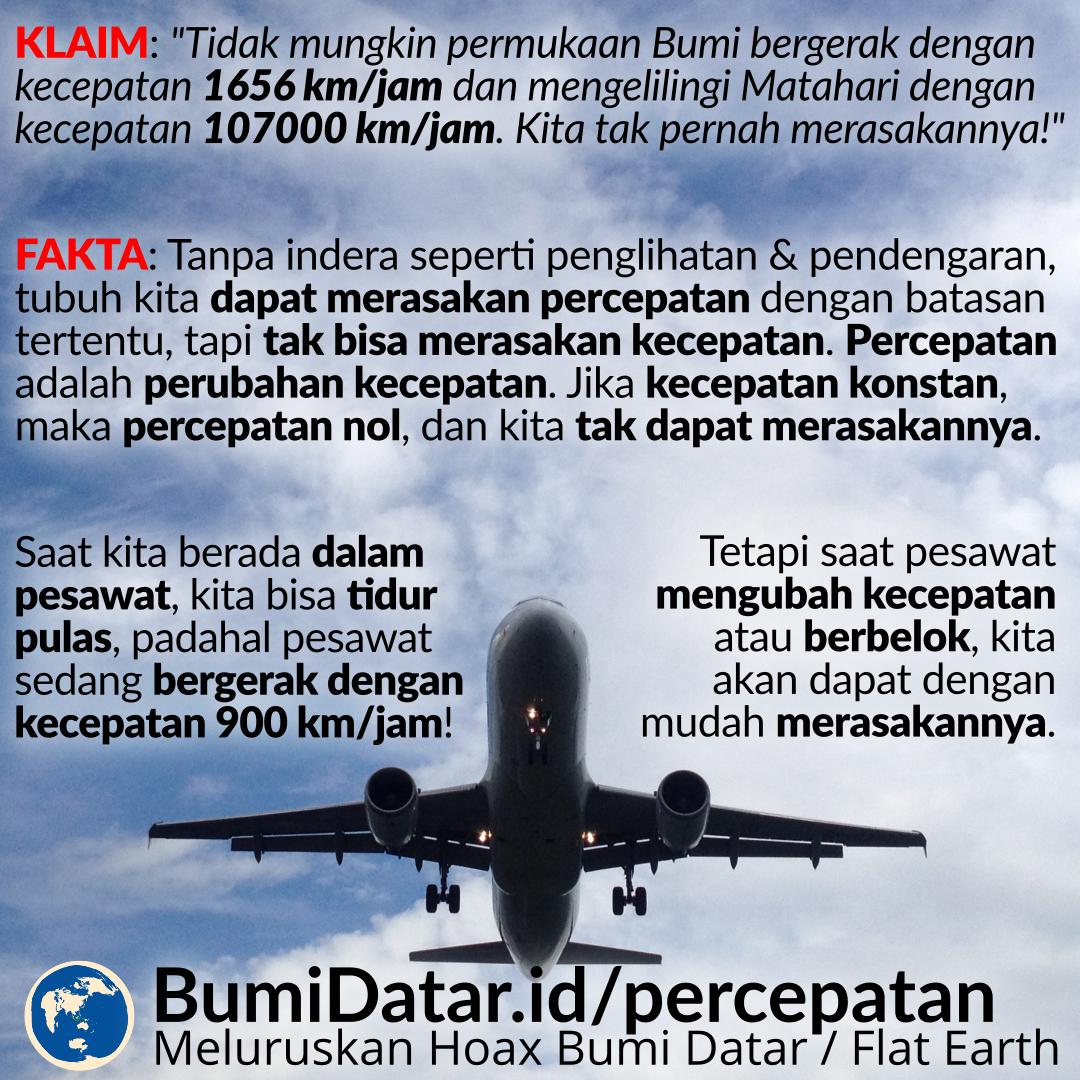 KLAIM: "Tidak mungkin permukaan Bumi bergerak dengan
kecepatan 1656 km/jam dan mengelilingi Matahari dengan
kecepatan 107000 km/jam. Kita tak pernah merasakannya!"
FAKTA: Tanpa indera seperti penglihatan & pendengaran,
tubuh kita dapat merasakan percepatan dengan batasan
tertentu, tapi tak bisa merasakan kecepatan. Percepatan
adalah perubahan kecepatan. Jika kecepatan konstan,
maka percepatan nol, dan kita tak dapat merasakannya.
Saat kita berada dalam
pesawat, kita bisa tidur
pulas, padahal pesawat
sedang bergerak dengan
kecepatan 900 km/jam!
Tetapi saat pesawat
mengubah kecepatan
atau berbelok, kita
akan dapat dengan
mudah merasakannya.
BumiDatar.id/percepatan
Meluruskan Hoax Bumi Datar / Flat Earth